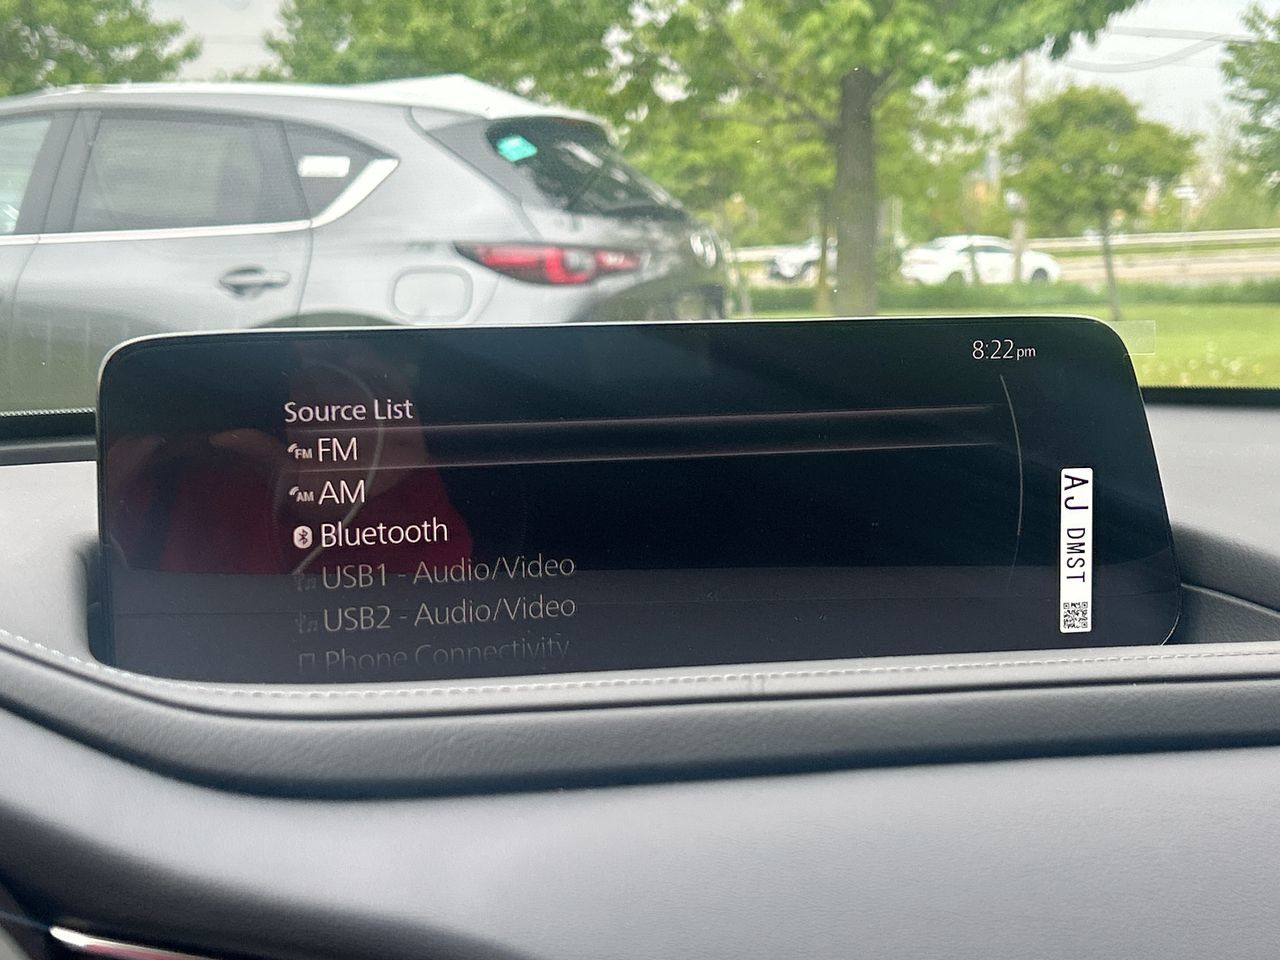 8:22pm
Source List
FM FM
AM AM
Bluetooth
USB1 - Audio/Video
USB2 - Audio/Video
Phone Connectivity
AJ DMST